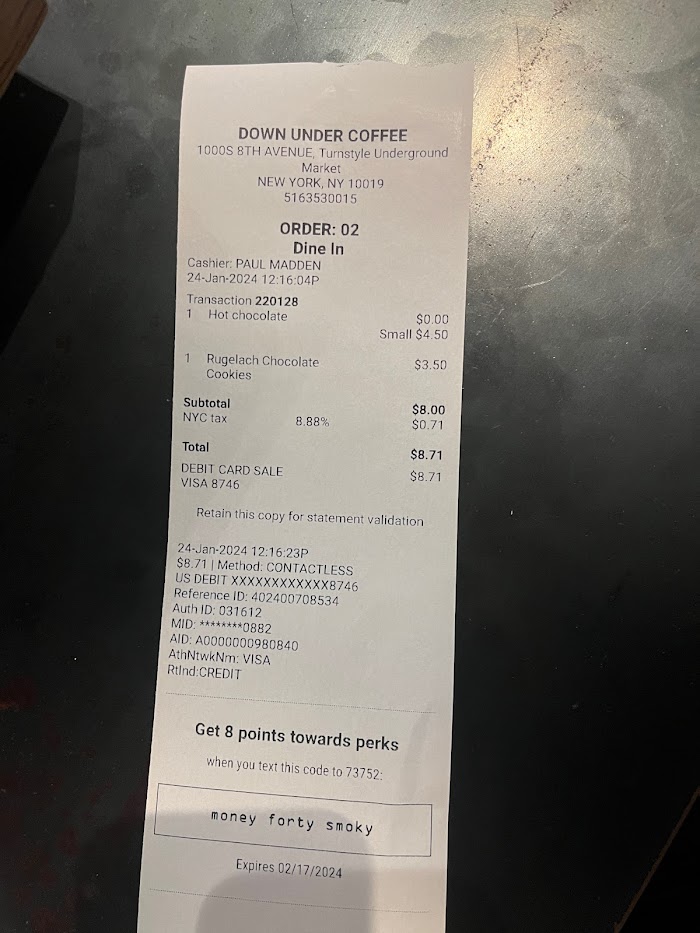 DOWN UNDER COFFEE
1000S 8TH AVENUE, Turnstyle Underground
Market
NEW YORK, NY 10019
5163530015
ORDER: 02
Dine In
Cashier: PAUL MADDEN
24-Jan-2024 12:16:04P
Transaction 220128
1 Hot chocolate $0.00
Small $4.50
1 Rugelach Chocolate $3.50
Cookies
Subtotal $8.00
NYC tax 8.88% $0.71
Total $8.71
DEBIT CARD SALE $8.71
VISA 8746
Retain this copy for statement validation
24-Jan-2024 12:16:23P
$8.71 | Method: CONTACTLESS
US DEBIT XXXXXXXXXXXX8746
Reference ID: 402400708534
Auth ID: 031612
MID: ********0882
AID: A0000000980840
AthNtwkNm: VISA
RtInd:CREDIT
Get 8 points towards perks
when you text this code to 73752:
money forty smoky
Expires 02/17/2024